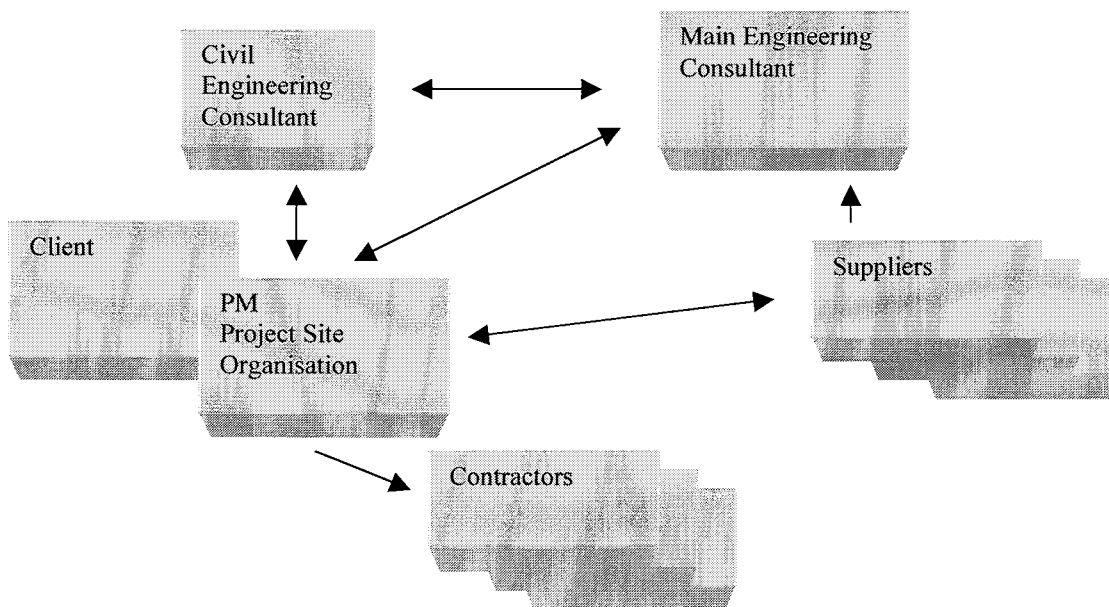 Civil
Engineering
Consultant
Main Engineering
Consultant
Client
PM
Project Site
Organisation
Suppliers
Contractors